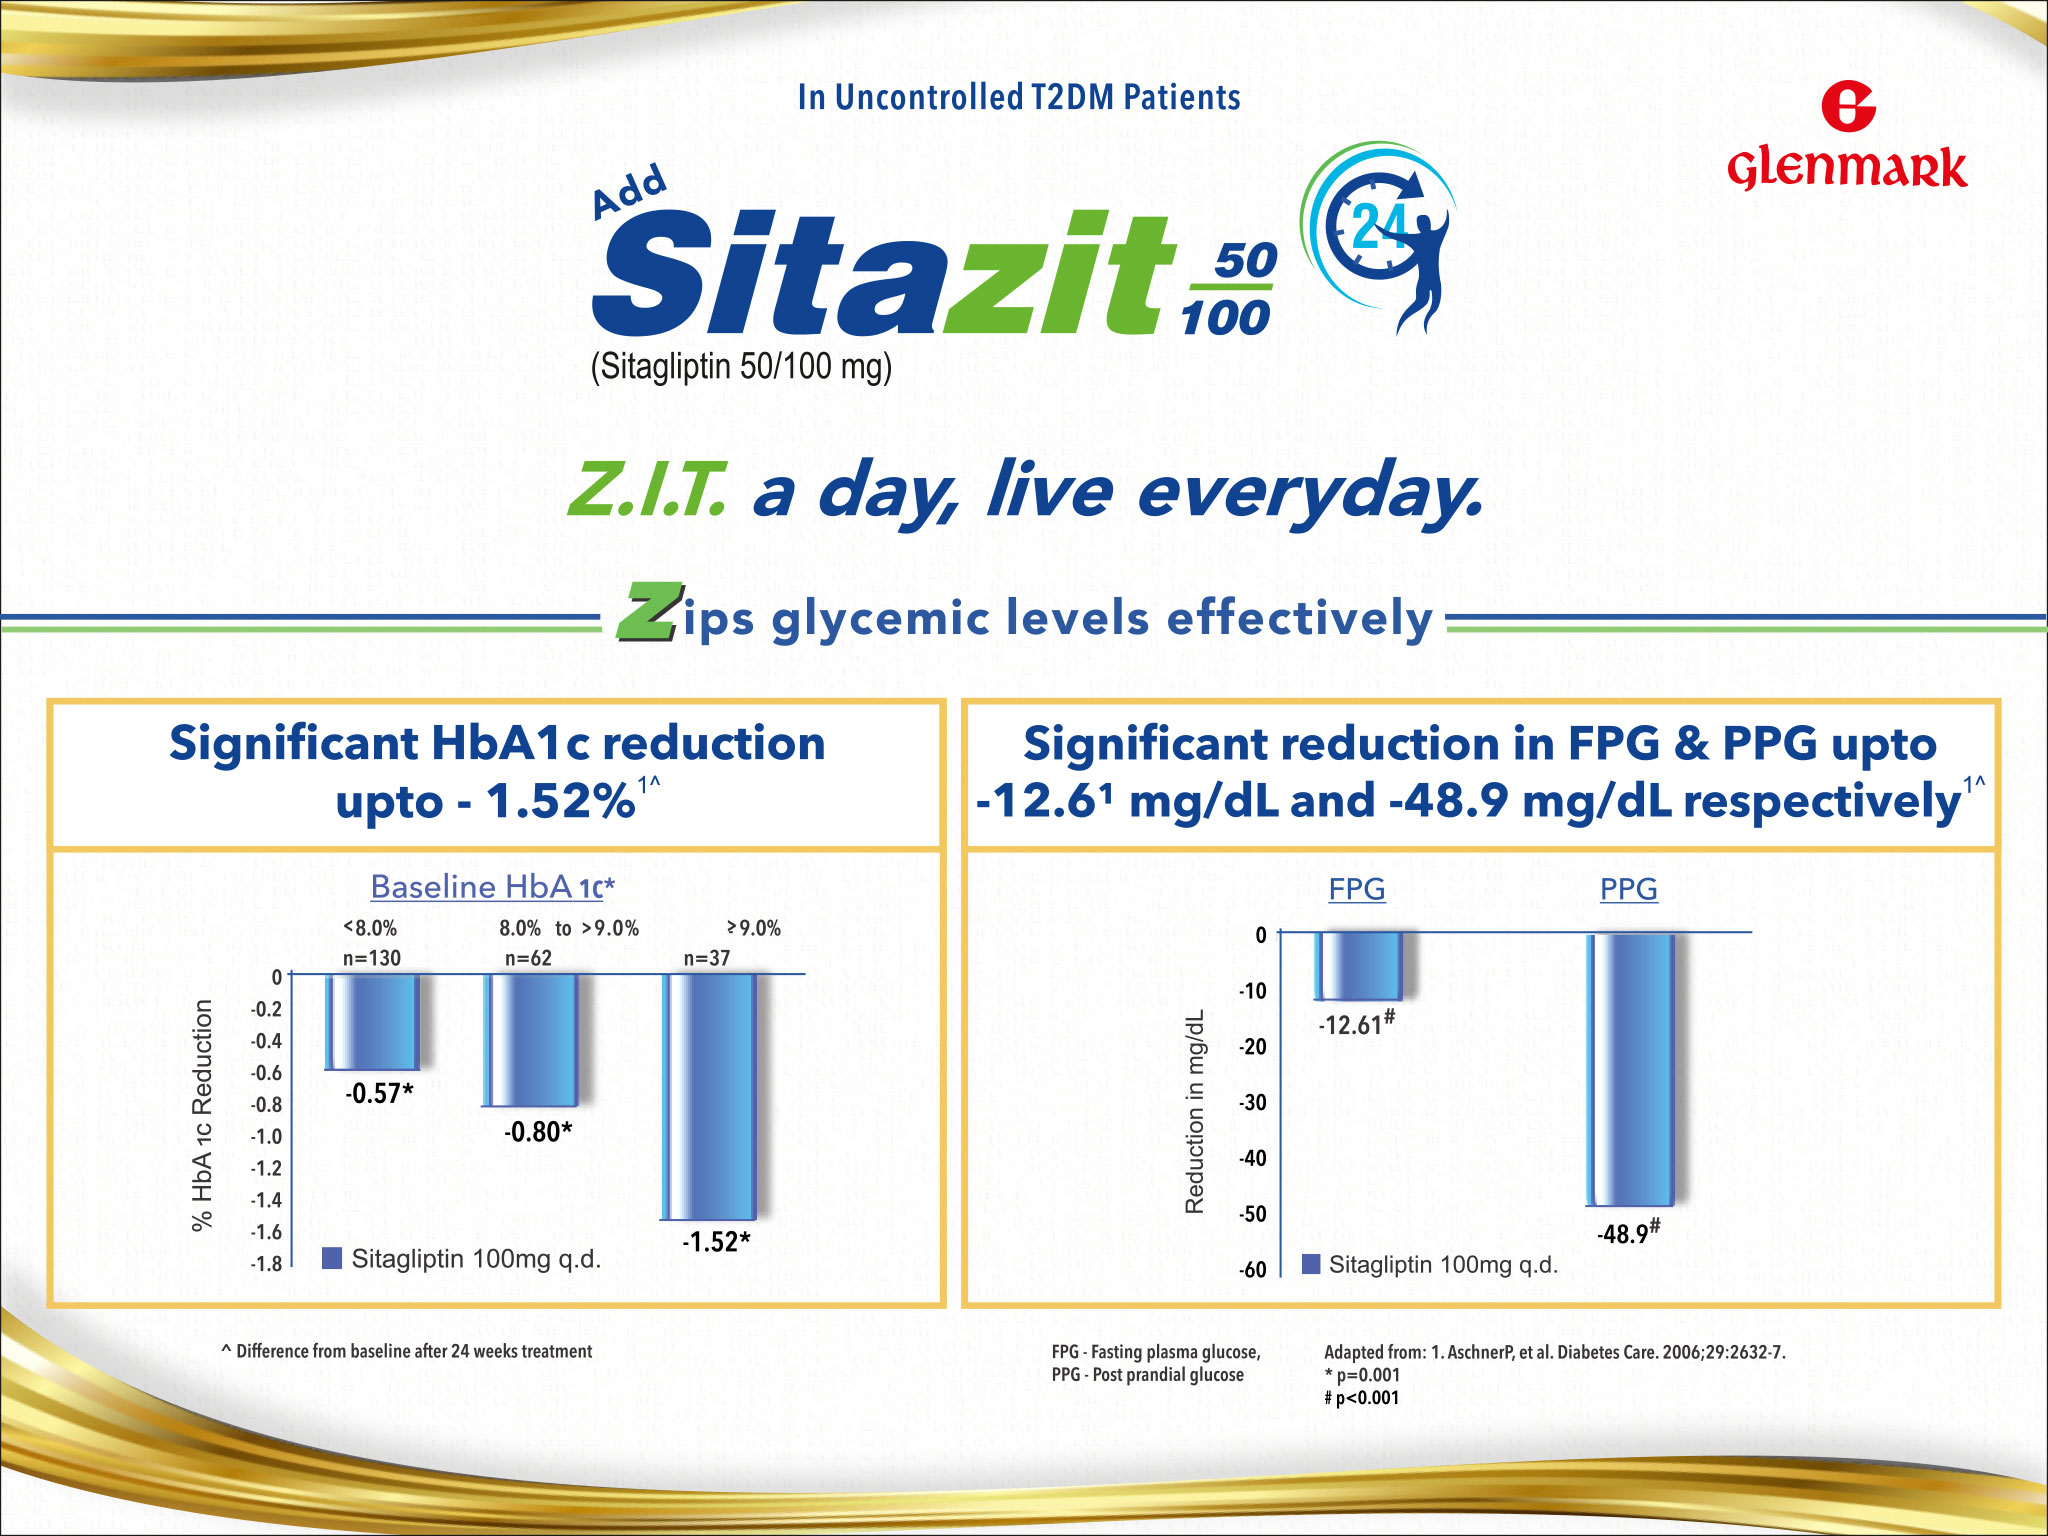 In Uncontrolled T2DM Patients
GLENMARK
Add
Sitazit 50/100
24
(Sitagliptin 50/100 mg)
Z.I.T. a day, live everyday.
Zips glycemic levels effectively
Significant HbA1c reduction
upto - 1.52%1^
Baseline HbA 1c*
<8.0% 8.0% to >9.0% ≥9.0%
n=130 n=62 n=37
% HbA 1c Reduction
0
-0.2
-0.4
-0.6
-0.8
-1.0
-1.2
-1.4
-1.6
-1.8
-0.57*
-0.80*
-1.52*
Sitagliptin 100mg q.d.
Significant reduction in FPG & PPG upto
-12.6¹ mg/dL and -48.9 mg/dL respectively1^
FPG PPG
Reduction in mg/dL
0
-10
-20
-30
-40
-50
-60
-12.61#
-48.9#
Sitagliptin 100mg q.d.
^ Difference from baseline after 24 weeks treatment
FPG - Fasting plasma glucose,
PPG - Post prandial glucose
Adapted from: 1. AschnerP, et al. Diabetes Care. 2006;29:2632-7.
* p=0.001
# p<0.001